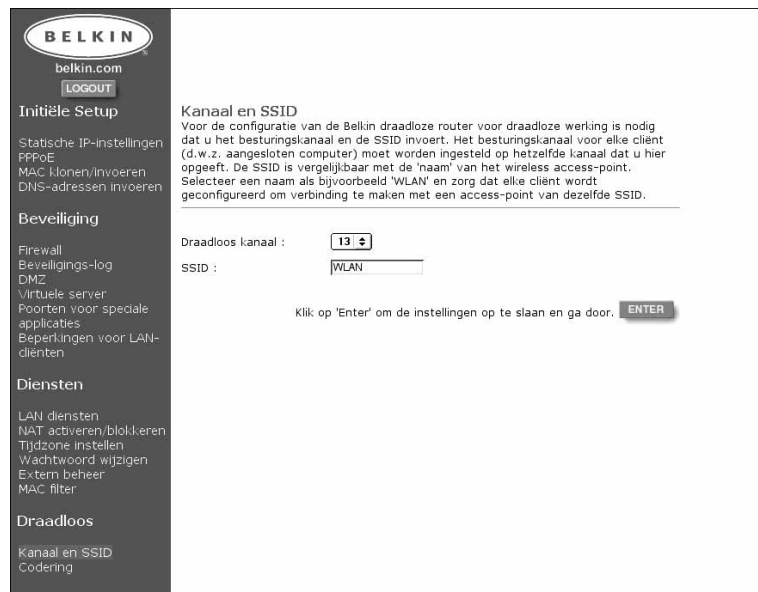 BELKIN
belkin.com
LOGOUT
Initiële Setup
Statische IP-instellingen
PPPoE
MAC klonen/invoeren
DNS-adressen invoeren
Beveiliging
Firewall
Beveiligings-log
DMZ
Virtuele server
Poorten voor speciale
applicaties
Beperkingen voor LAN-
cliënten
Diensten
LAN diensten
NAT activeren/blokkeren
Tijdzone instellen
Wachtwoord wijzigen
Extern beheer
MAC filter
Draadloos
Kanaal en SSID
Codering
Kanaal en SSID
Voor de configuratie van de Belkin draadloze router voor draadloze werking is nodig
dat u het besturingskanaal en de SSID invoert. Het besturingskanaal voor elke cliënt
(d.w.z. aangesloten computer) moet worden ingesteld op hetzelfde kanaal dat u hier
opgeeft. De SSID is vergelijkbaar met de 'naam' van het wireless access-point.
Selecteer een naam als bijvoorbeeld 'WLAN' en zorg dat elke cliënt wordt
geconfigureerd om verbinding te maken met een access-point van dezelfde SSID.
Draadloos kanaal : 13
SSID : WLAN
Klik op 'Enter' om de instellingen op te slaan en ga door. ENTER